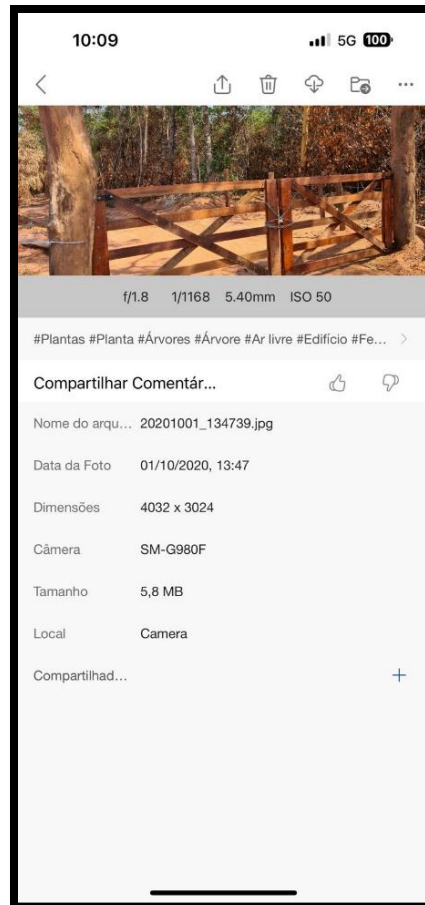 10:09 5G 100
f/1.8 1/1168 5.40mm ISO 50
#Plantas #Planta #Árvores #Árvore #Ar livre #Edifício #Fe...
Compartilhar Comentár...
Nome do arqu... 20201001_134739.jpg
Data da Foto 01/10/2020, 13:47
Dimensões 4032 x 3024
Câmera SM-G980F
Tamanho 5,8 MB
Local Camera
Compartilhad...